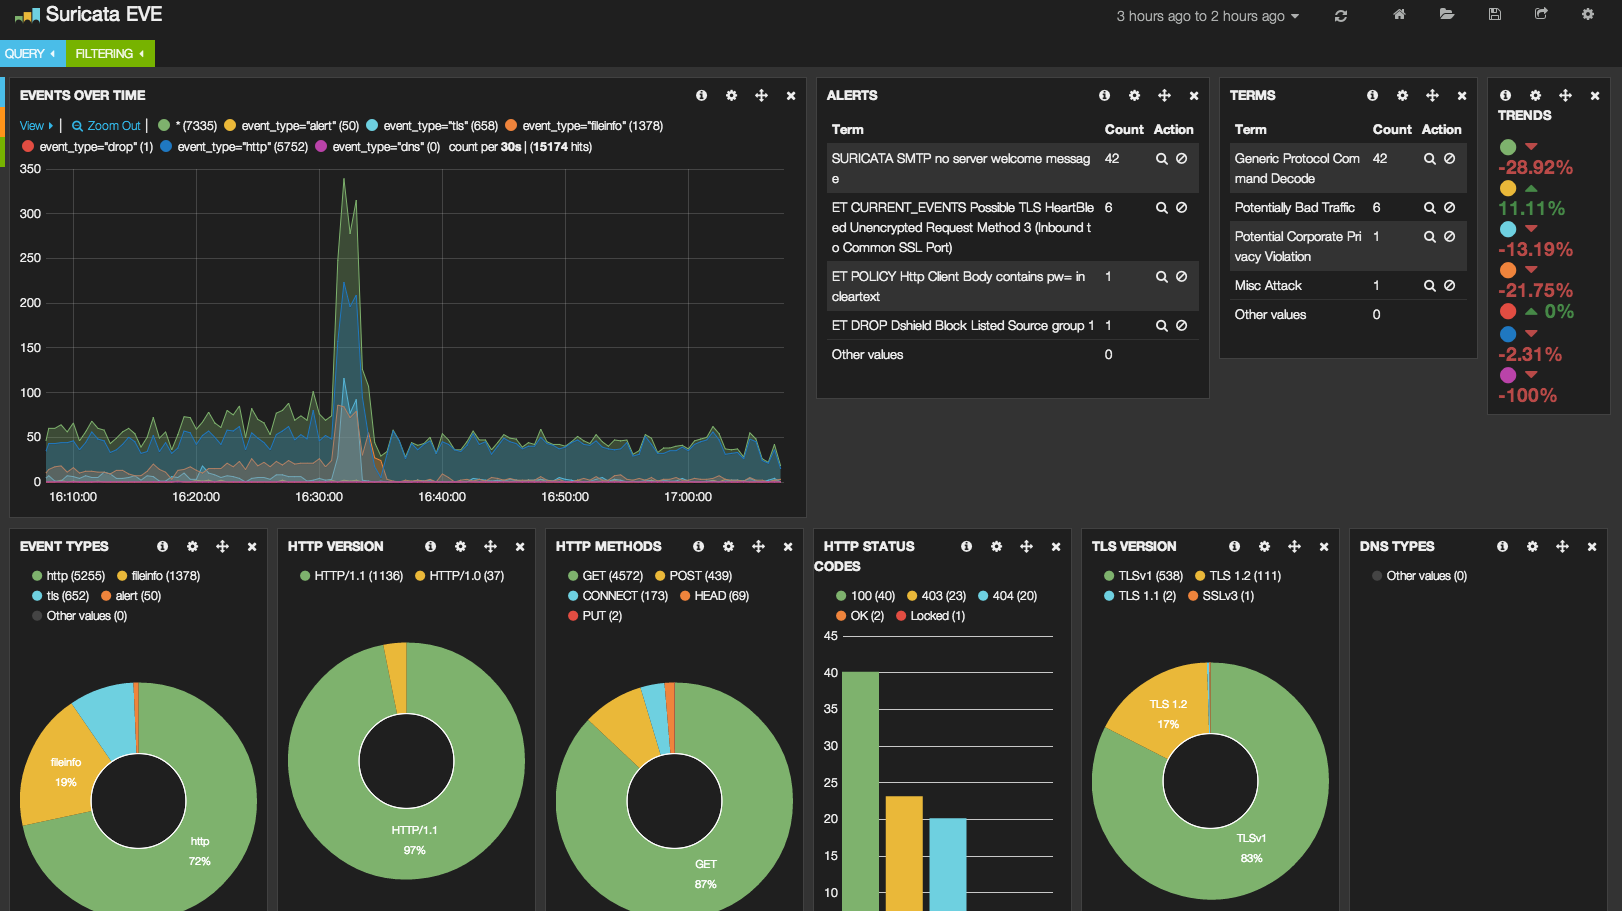 Suricata EVE
3 hours ago to 2 hours ago
QUERY
FILTERING
EVENTS OVER TIME
View | Zoom Out | * (7335) event_type="alert" (50) event_type="tls" (658) event_type="fileinfo" (1378)
event_type="drop" (1) event_type="http" (5752) event_type="dns" (0) count per 30s | (15174 hits)
350
300
250
200
150
100
50
0
16:10:00 16:20:00 16:30:00 16:40:00 16:50:00 17:00:00
ALERTS
Term Count Action
SURICATA SMTP no server welcome messag 42
e
ET CURRENT_EVENTS Possible TLS HeartBle 6
ed Unencrypted Request Method 3 (Inbound t
o Common SSL Port)
ET POLICY Http Client Body contains pw= in 1
cleartext
ET DROP Dshield Block Listed Source group 1 1
Other values 0
TERMS
Term Count Action
Generic Protocol Com 42
mand Decode
Potentially Bad Traffic 6
Potential Corporate Pri 1
vacy Violation
Misc Attack 1
Other values 0
TRENDS
-28.92%
11.11%
-13.19%
-21.75%
0%
-2.31%
-100%
EVENT TYPES
http (5255) fileinfo (1378)
tls (652) alert (50)
Other values (0)
fileinfo
19%
http
72%
HTTP VERSION
HTTP/1.1 (1136) HTTP/1.0 (37)
HTTP/1.1
97%
HTTP METHODS
GET (4572) POST (439)
CONNECT (173) HEAD (69)
PUT (2)
GET
87%
HTTP STATUS
CODES
100 (40) 403 (23) 404 (20)
OK (2) Locked (1)
45
40
35
30
25
20
15
10
TLS VERSION
TLSv1 (538) TLS 1.2 (111)
TLS 1.1 (2) SSLv3 (1)
TLS 1.2
17%
TLSv1
83%
DNS TYPES
Other values (0)